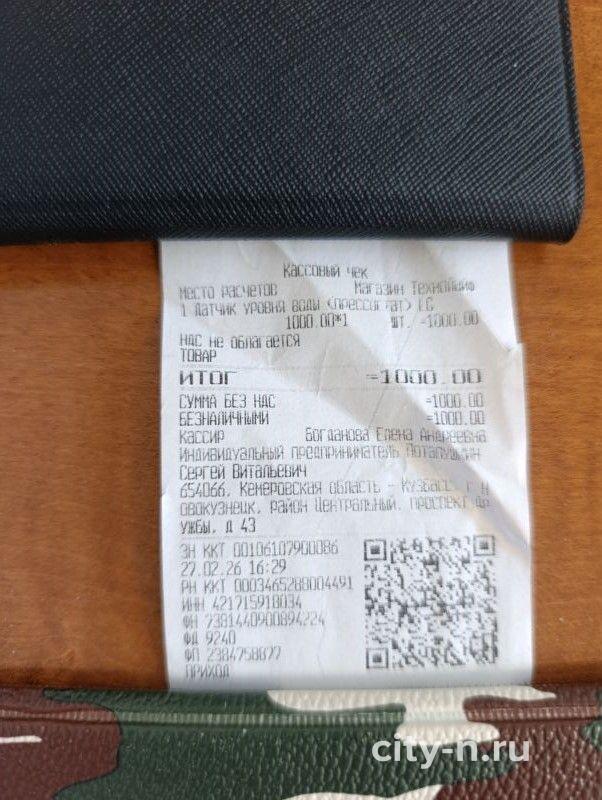 Кассовый чек
Место расчетов Магазин ТехноЛайф
1 Датчик уровня воды (прессостат) LG
1000.00*1 шт. =1000.00
НДС не облагается
ТОВАР
ИТОГ =1000.00
СУММА БЕЗ НДС =1000.00
БЕЗНАЛИЧНЫМИ =1000.00
Кассир Богданова Елена Андреевна
Индивидуальный предприниматель Потапушкин
Сергей Витальевич
654066, Кемеровская область - Кузбасс, г Н
овокузнецк, район Центральный, проспект Др
ужбы, д 43
ЗН ККТ 00106107900086
27.02.26 16:29
РН ККТ 0003465288004491
ИНН 421715918034
ФН 7381440900894224
ФД 9240
ФП 2384758877
ПРИХОД
city-n.ru